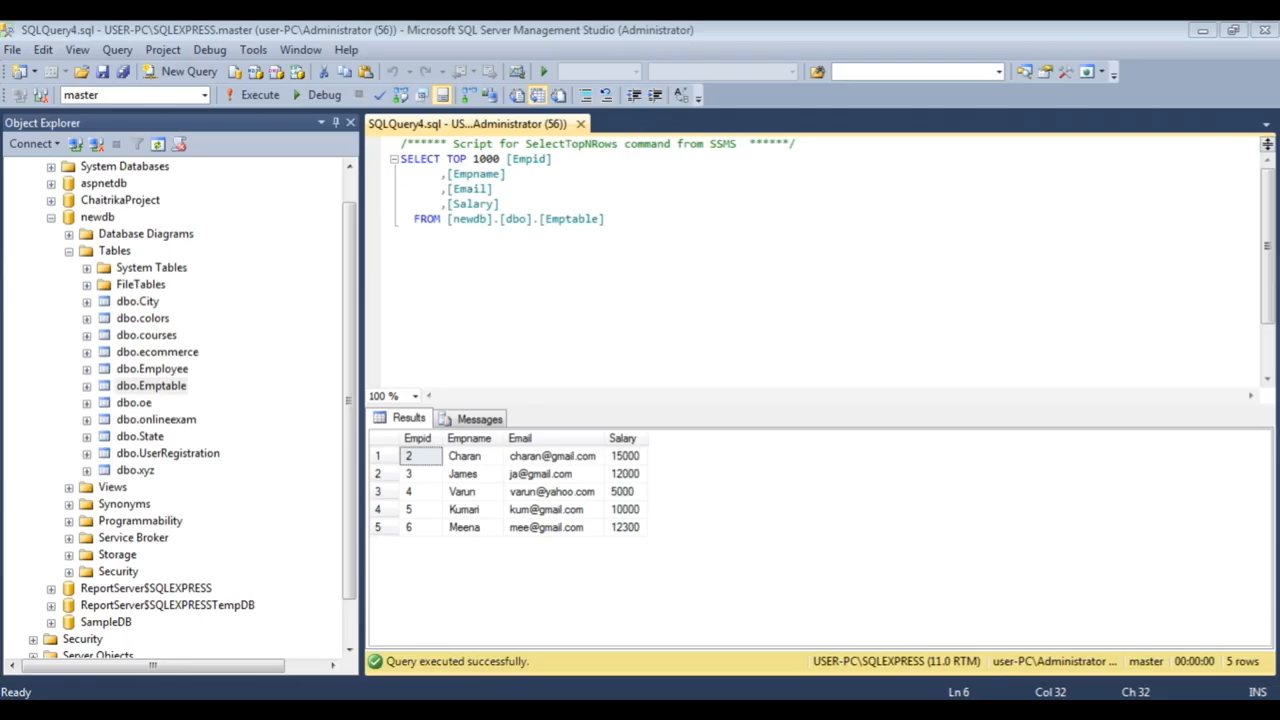 SQLQuery4.sql - USER-PC\SQLEXPRESS.master (user-PC\Administrator (56)) - Microsoft SQL Server Management Studio (Administrator)
File Edit View Query Project Debug Tools Window Help
New Query
master Execute Debug
Object Explorer
Connect
System Databases
aspnetdb
ChaitrikaProject
newdb
Database Diagrams
Tables
System Tables
FileTables
dbo.City
dbo.colors
dbo.courses
dbo.ecommerce
dbo.Employee
dbo.Emptable
dbo.oe
dbo.onlineexam
dbo.State
dbo.UserRegistration
dbo.xyz
Views
Synonyms
Programmability
Service Broker
Storage
Security
ReportServer$SQLEXPRESS
ReportServer$SQLEXPRESSTempDB
SampleDB
Security
Server Objects
SQLQuery4.sql - US...Administrator (56))
/****** Script for SelectTopNRows command from SSMS ******/
SELECT TOP 1000 [Empid]
,[Empname]
,[Email]
,[Salary]
FROM [newdb].[dbo].[Emptable]
100 %
Results Messages
Empid Empname Email Salary
1 2 Charan charan@gmail.com 15000
2 3 James ja@gmail.com 12000
3 4 Varun varun@yahoo.com 5000
4 5 Kumari kum@gmail.com 10000
5 6 Meena mee@gmail.com 12300
Query executed successfully. USER-PC\SQLEXPRESS (11.0 RTM) user-PC\Administrator ... master 00:00:00 5 rows
Ready Ln 6 Col 32 Ch 32 INS